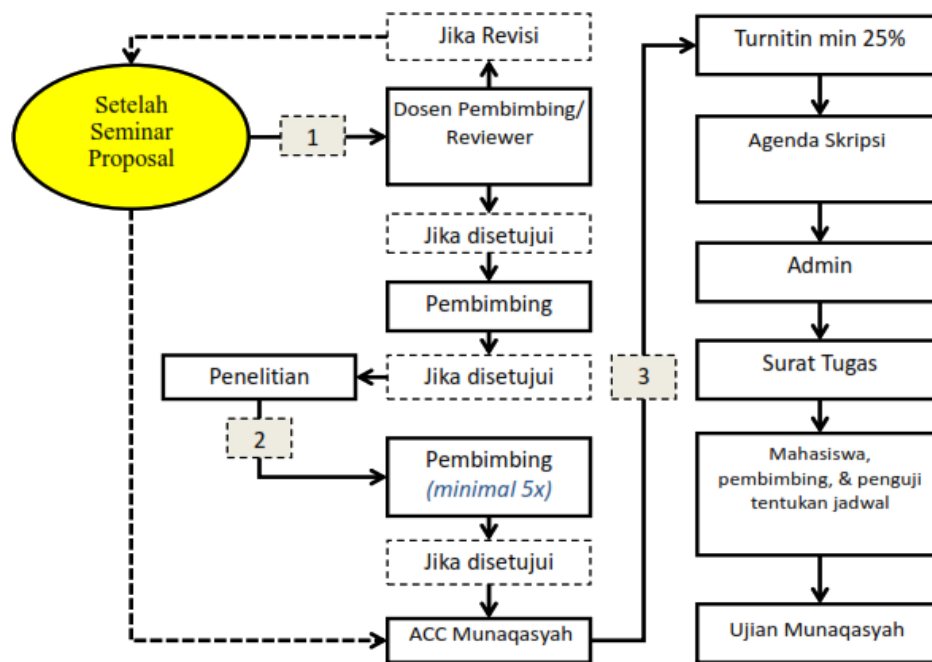 Setelah
Seminar
Proposal
1
Jika Revisi
Dosen Pembimbing/
Reviewer
Jika disetujui
Pembimbing
Jika disetujui
Penelitian
2
Pembimbing
(minimal 5x)
Jika disetujui
ACC Munaqasyah
3
Turnitin min 25%
Agenda Skripsi
Admin
Surat Tugas
Mahasiswa,
pembimbing, & penguji
tentukan jadwal
Ujian Munaqasyah